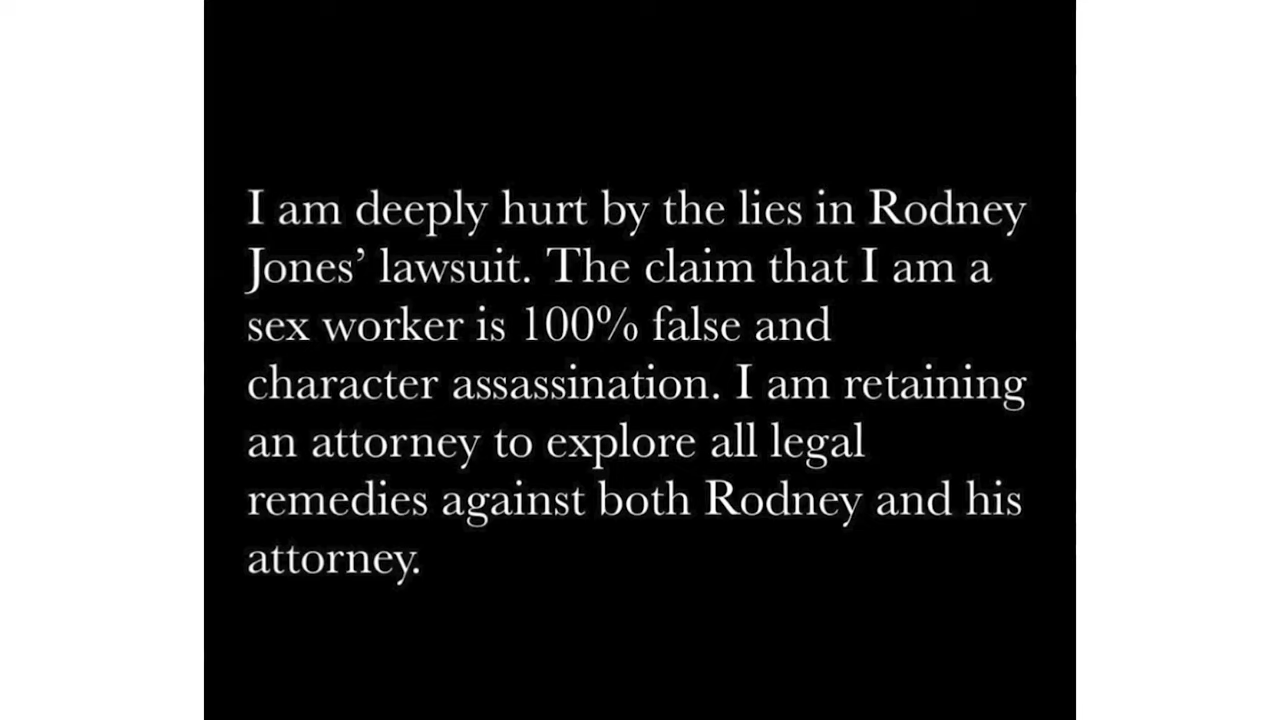 I am deeply hurt by the lies in Rodney
Jones’ lawsuit. The claim that I am a
sex worker is 100% false and
character assassination. I am retaining
an attorney to explore all legal
remedies against both Rodney and his
attorney.